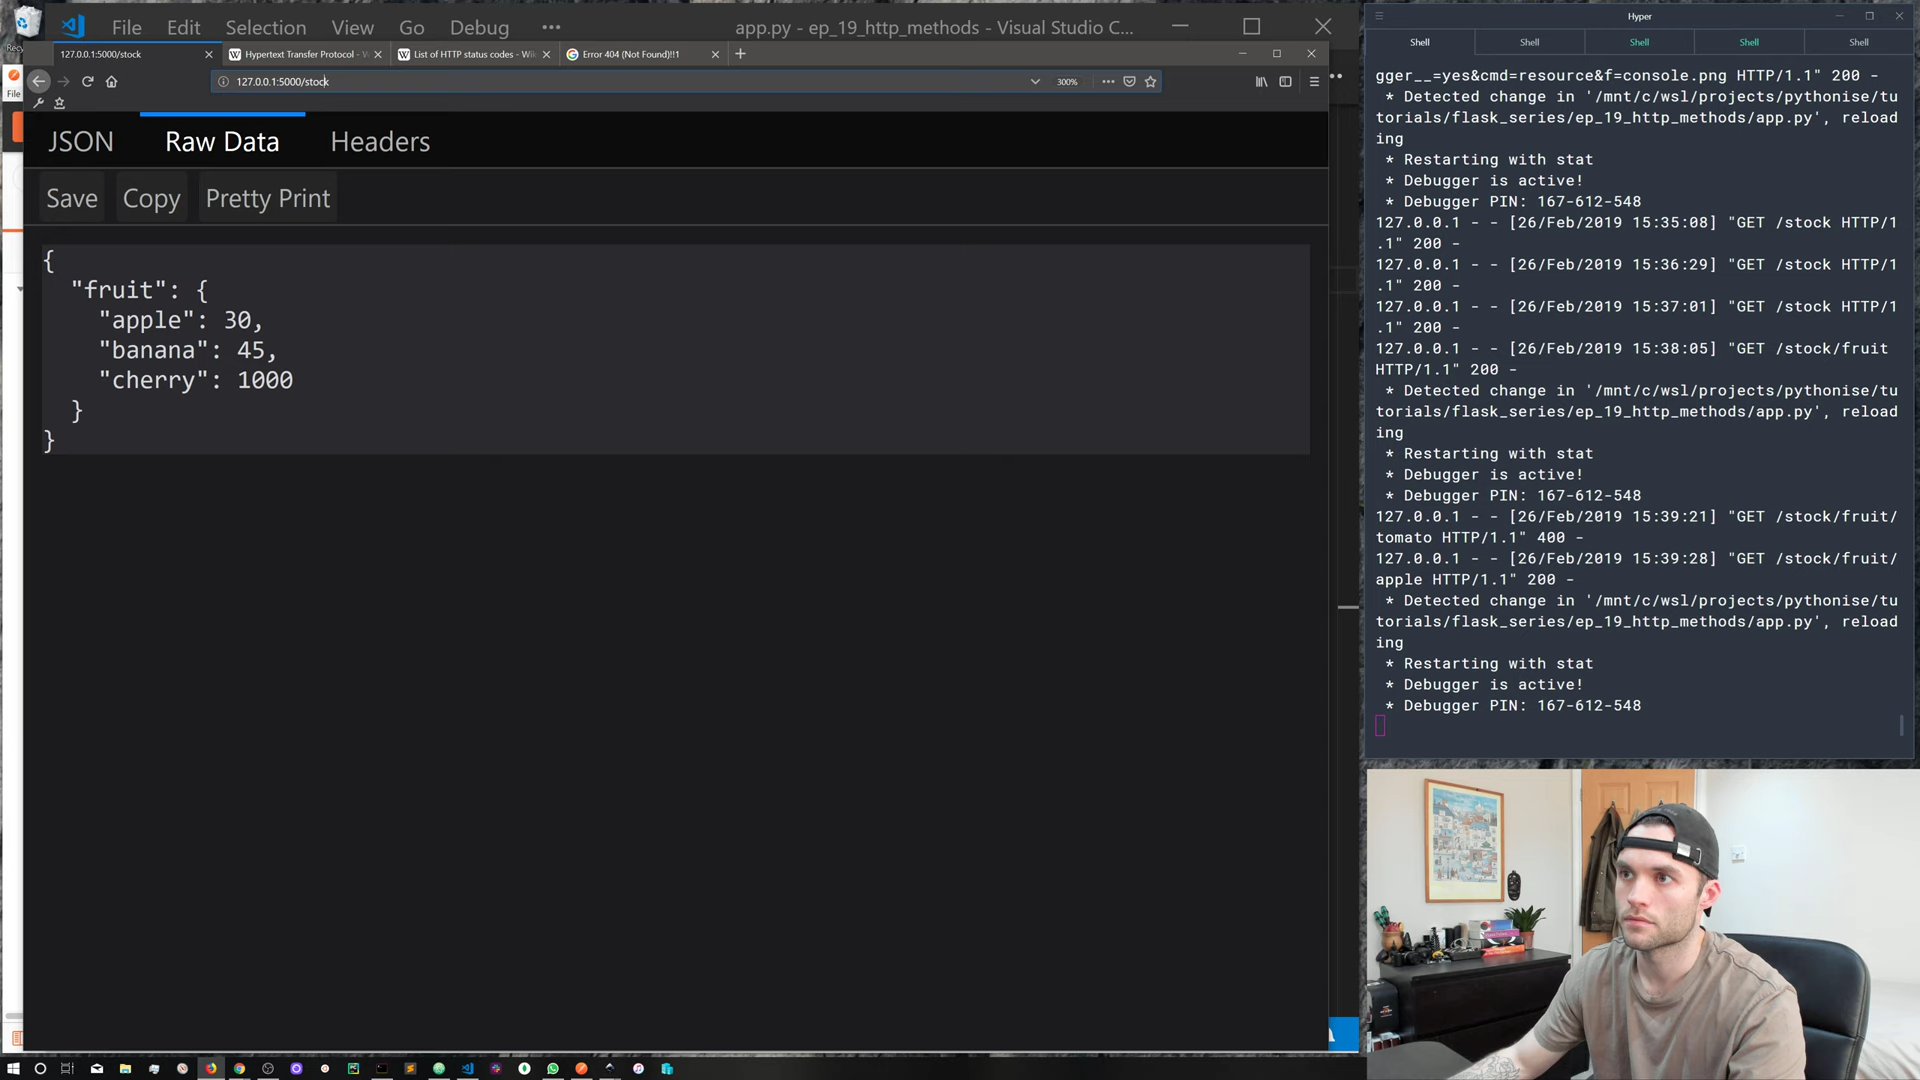 File Edit Selection View Go Debug ··· app.py - ep_19_http_methods - Visual Studio C...
127.0.0.1:5000/stock
Hypertext Transfer Protocol - W
List of HTTP status codes - Wik
Error 404 (Not Found)!!1
File
127.0.0.1:5000/stock
300%
JSON Raw Data Headers
Save Copy Pretty Print
{
"fruit": {
"apple": 30,
"banana": 45,
"cherry": 1000
}
}
Hyper
Shell Shell Shell Shell Shell
gger__=yes&cmd=resource&f=console.png HTTP/1.1" 200 -
* Detected change in '/mnt/c/wsl/projects/pythonise/tu
torials/flask_series/ep_19_http_methods/app.py', reload
ing
* Restarting with stat
* Debugger is active!
* Debugger PIN: 167-612-548
127.0.0.1 - - [26/Feb/2019 15:35:08] "GET /stock HTTP/1
.1" 200 -
127.0.0.1 - - [26/Feb/2019 15:36:29] "GET /stock HTTP/1
.1" 200 -
127.0.0.1 - - [26/Feb/2019 15:37:01] "GET /stock HTTP/1
.1" 200 -
127.0.0.1 - - [26/Feb/2019 15:38:05] "GET /stock/fruit
HTTP/1.1" 200 -
* Detected change in '/mnt/c/wsl/projects/pythonise/tu
torials/flask_series/ep_19_http_methods/app.py', reload
ing
* Restarting with stat
* Debugger is active!
* Debugger PIN: 167-612-548
127.0.0.1 - - [26/Feb/2019 15:39:21] "GET /stock/fruit/
tomato HTTP/1.1" 400 -
127.0.0.1 - - [26/Feb/2019 15:39:28] "GET /stock/fruit/
apple HTTP/1.1" 200 -
* Detected change in '/mnt/c/wsl/projects/pythonise/tu
torials/flask_series/ep_19_http_methods/app.py', reload
ing
* Restarting with stat
* Debugger is active!
* Debugger PIN: 167-612-548